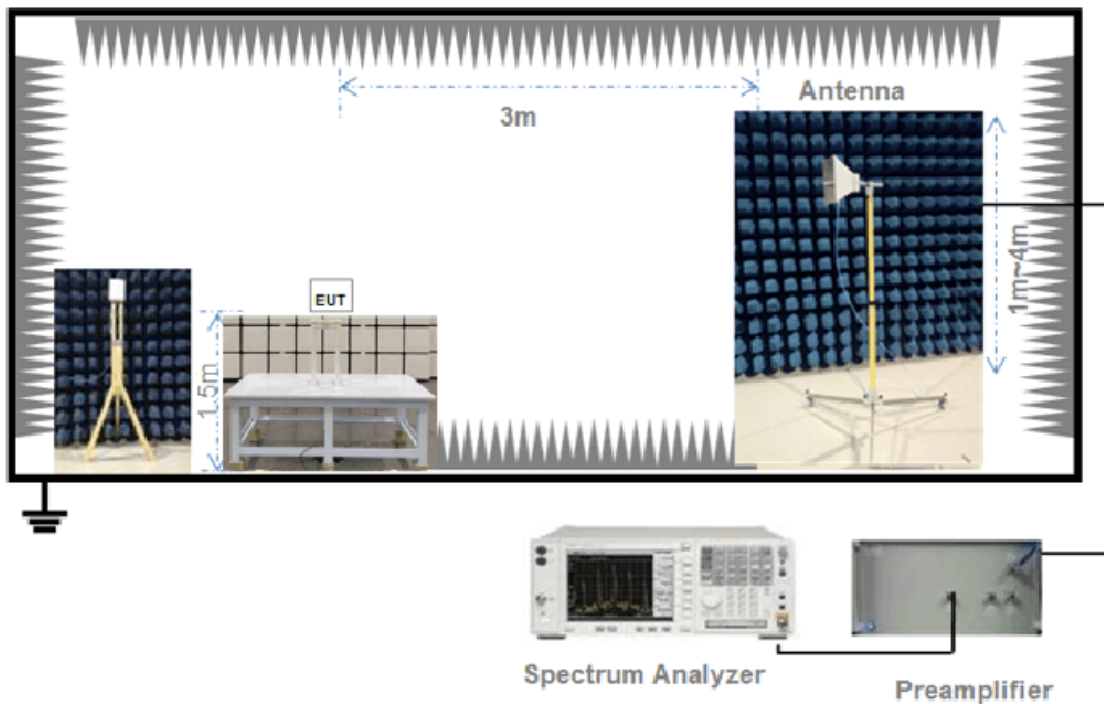 Antenna
3m
1m~4m
EUT
1.5m
Spectrum Analyzer
Preamplifier